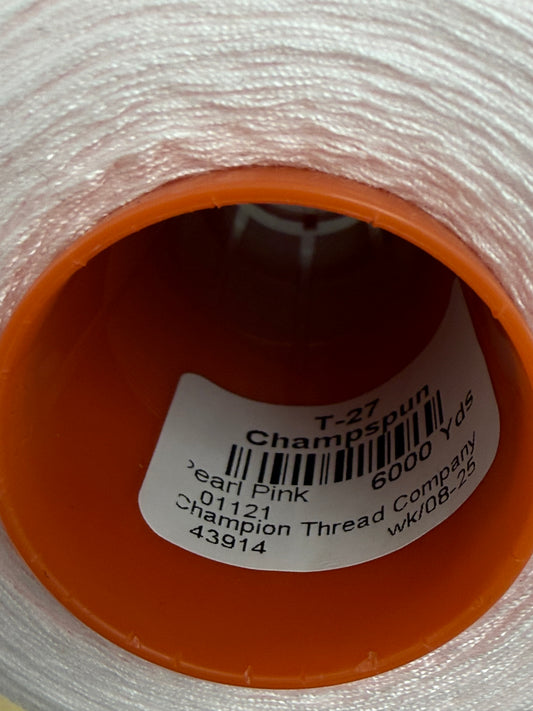 T-27
Champspun
6000 Yds
Pearl Pink
01121
Champion Thread Company
43914
wk/08-25